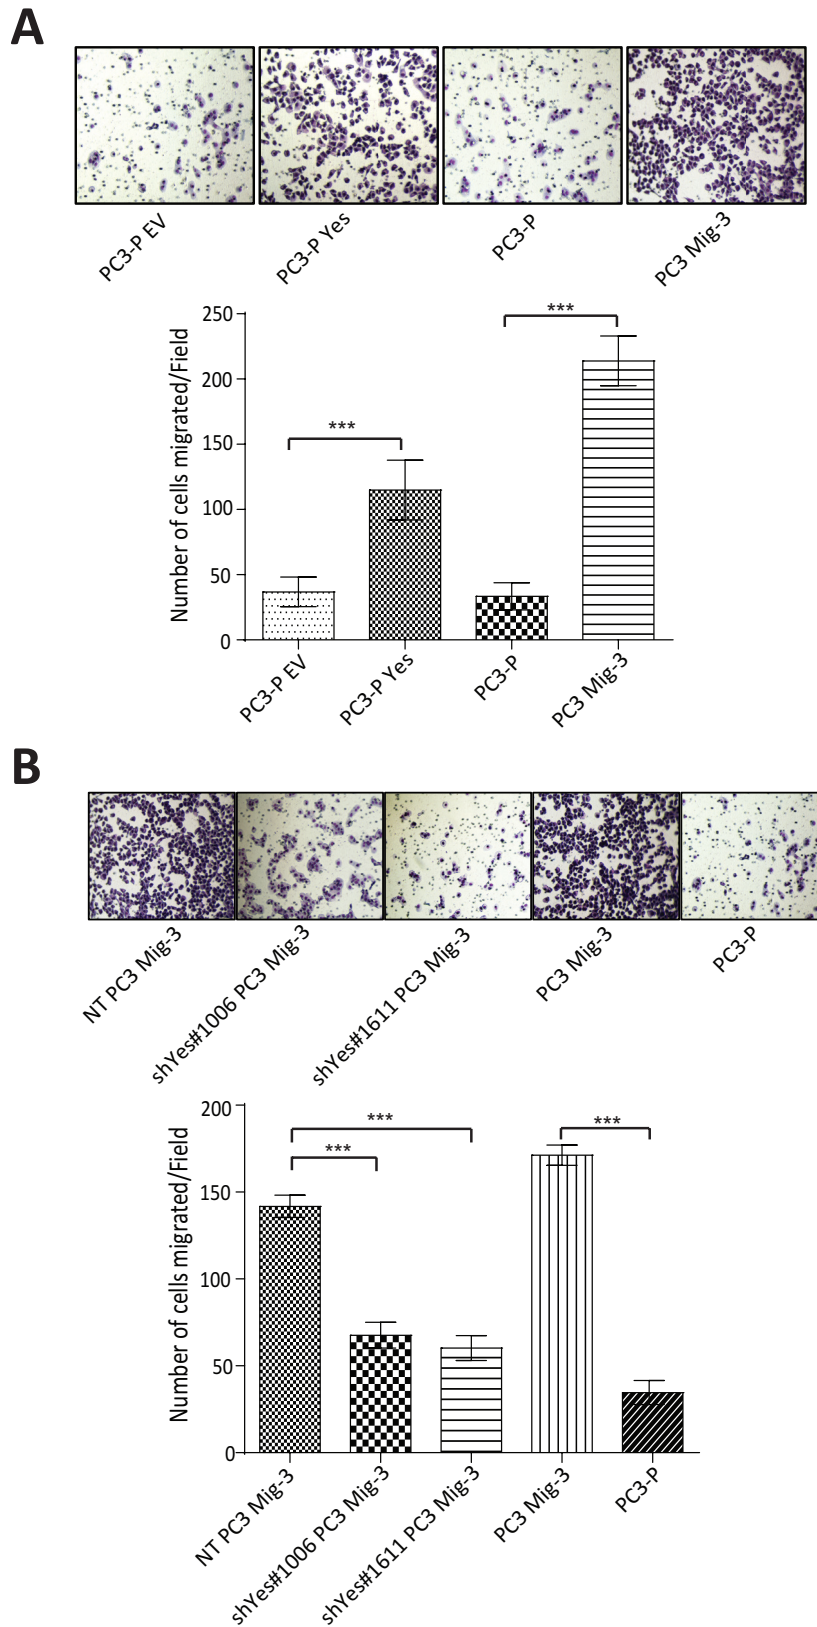 A
PC3-P EV
PC3-P Yes
PC3-P
PC3 Mig-3
Number of cells migrated/Field
250
200
150
100
50
0
***
***
PC3-P EV
PC3-P Yes
PC3-P
PC3 Mig-3
B
NT PC3 Mig-3
shYes#1006 PC3 Mig-3
shYes#1611 PC3 Mig-3
PC3 Mig-3
PC3-P
Number of cells migrated/Field
200
150
100
50
0
***
***
***
NT PC3 Mig-3
shYes#1006 PC3 Mig-3
shYes#1611 PC3 Mig-3
PC3 Mig-3
PC3-P